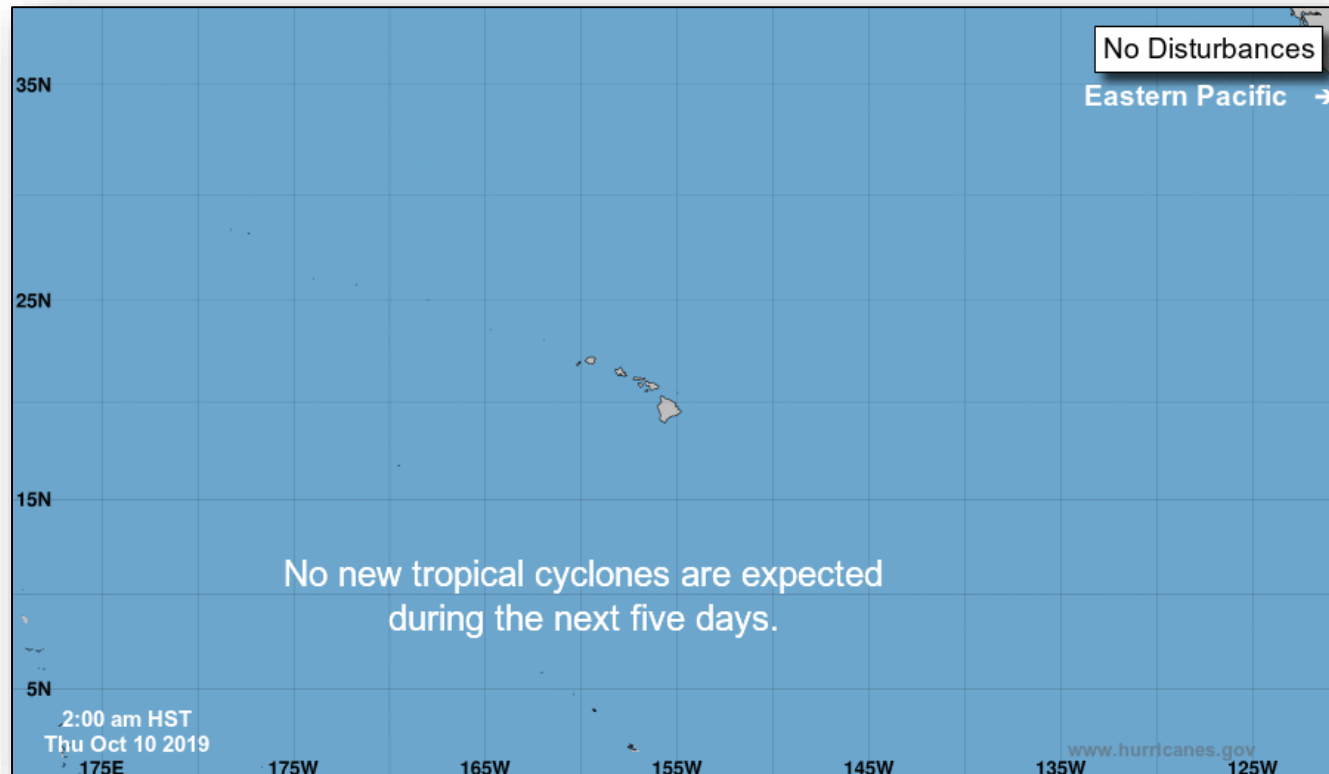 No Disturbances
35N
Eastern Pacific →
25N
15N
No new tropical cyclones are expected
during the next five days.
5N
2:00 am HST
Thu Oct 10 2019
www.hurricanes.gov
175E 175W 165W 155W 145W 135W 125W